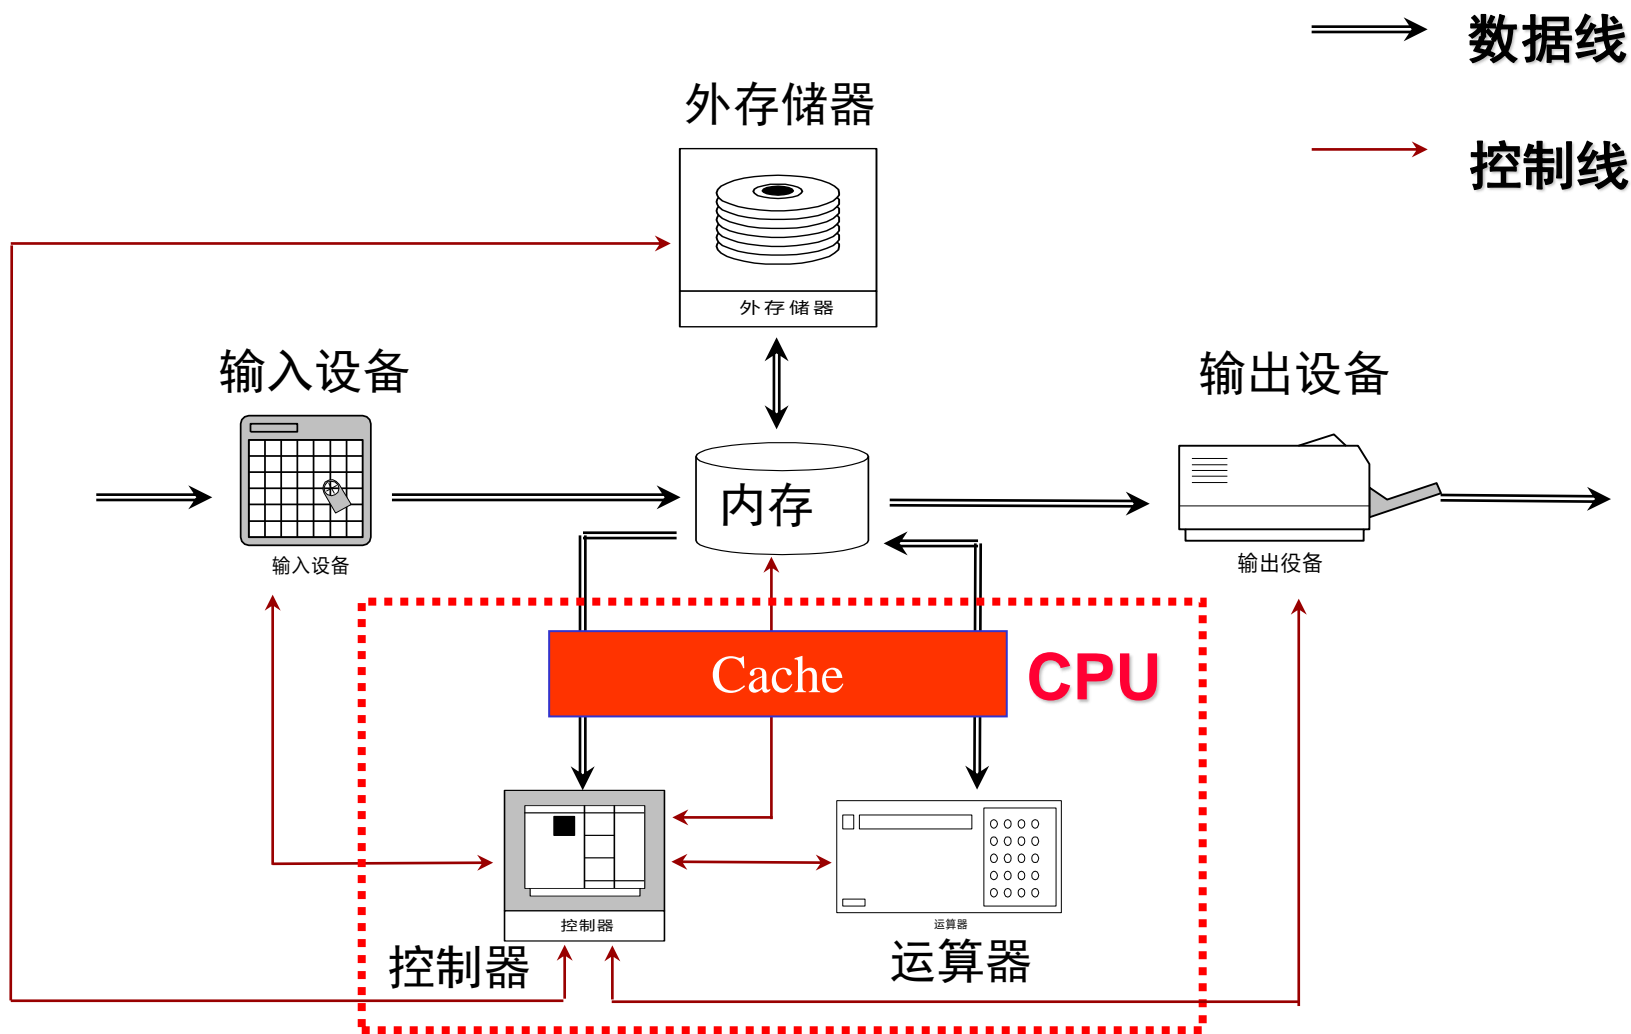 数据线
控制线
外存储器
外存储器
输入设备
输出设备
内存
输入设备
输出役备
Cache
CPU
控制器
运算器
控制器
运算器